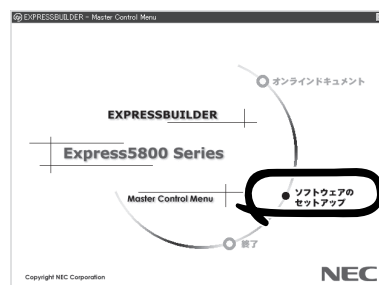 EXPRESSBUILDER - Master Control Menu
オンラインドキュメント
EXPRESSBUILDER
Express5800 Series
ソフトウェアの
セットアップ
Master Control Menu
終了
Copyright NEC Corporation
NEC